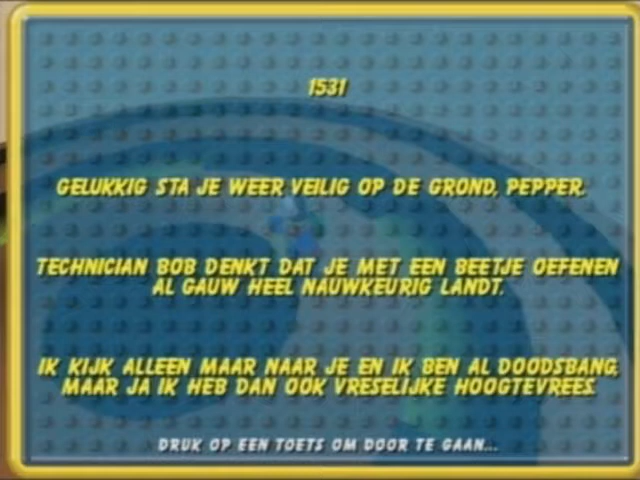 1531
GELUKKIG STA JE WEER VEILIG OP DE GROND, PEPPER.
TECHNICIAN BOB DENKT DAT JE MET EEN BEETJE OEFENEN
AL GAUW HEEL NAUWKEURIG LANDT.
IK KIJK ALLEEN MAAR NAAR JE EN IK BEN AL DOODSBANG,
MAAR JA IK HEB DAN OOK VRESELIJKE HOOGTEVREES.
DRUK OP EEN TOETS OM DOOR TE GAAN...